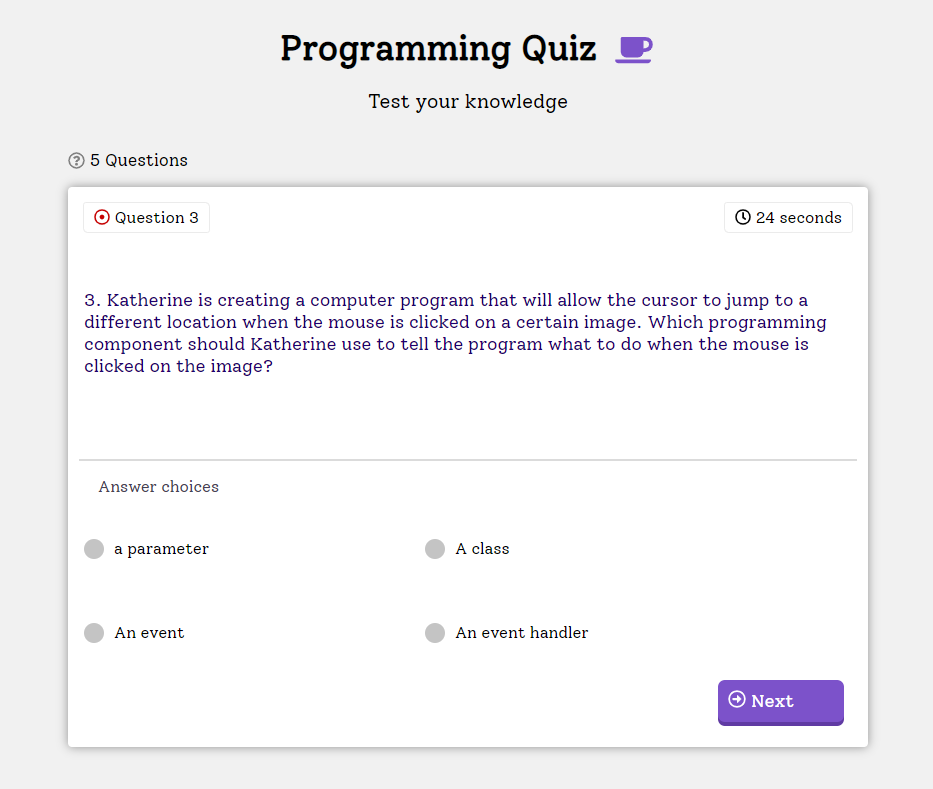 Programming Quiz
Test your knowledge
5 Questions
Question 3
24 seconds
3. Katherine is creating a computer program that will allow the cursor to jump to a
different location when the mouse is clicked on a certain image. Which programming
component should Katherine use to tell the program what to do when the mouse is
clicked on the image?
Answer choices
a parameter
A class
An event
An event handler
Next